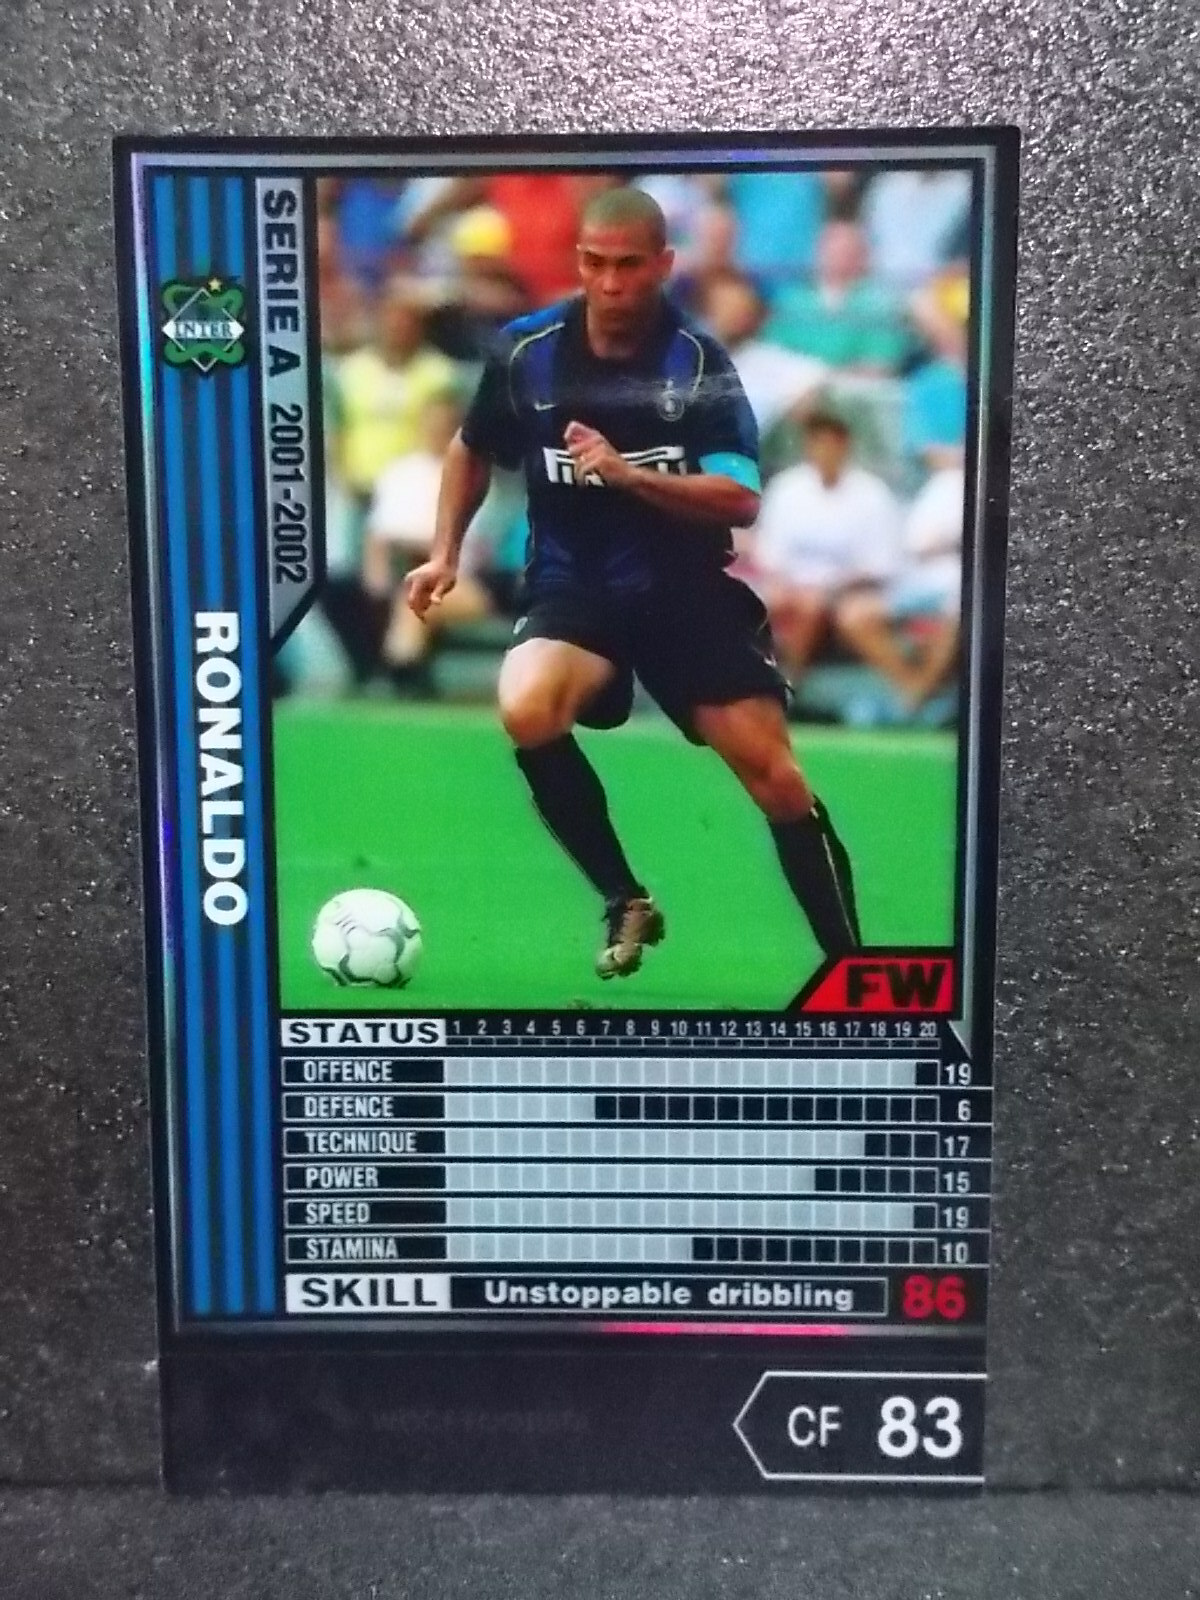 SERIE A 2001-2002
INTER
RONALDO
FW
STATUS 1 2 3 4 5 6 7 8 9 10 11 12 13 14 15 16 17 18 19 20
OFFENCE 19
DEFENCE 6
TECHNIQUE 17
POWER 15
SPEED 19
STAMINA 10
SKILL Unstoppable dribbling 86
CF 83